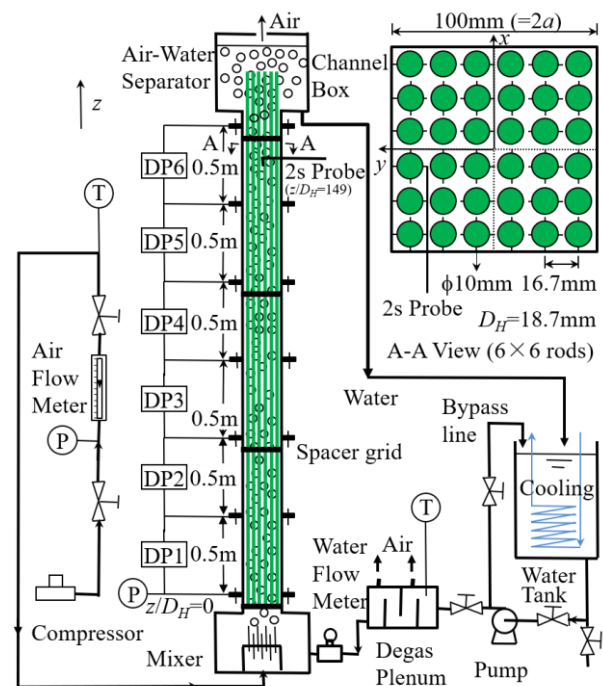 Air
Air-Water
Separator
Channel
Box
z
A
A
2s Probe
(z/D_H=149)
DP6
0.5m
T
DP5
0.5m
DP4
0.5m
Air
Flow
Meter
DP3
0.5m
P
Spacer grid
DP2
0.5m
DP1
0.5m
P
z/D_H=0
Compressor
Mixer
100mm (=2a)
x
y
2s Probe
ϕ10mm 16.7mm
D_H=18.7mm
A-A View (6×6 rods)
Water
Bypass
line
Cooling
T
Water
Flow
Meter
Air
Water
Tank
Degas
Plenum
Pump